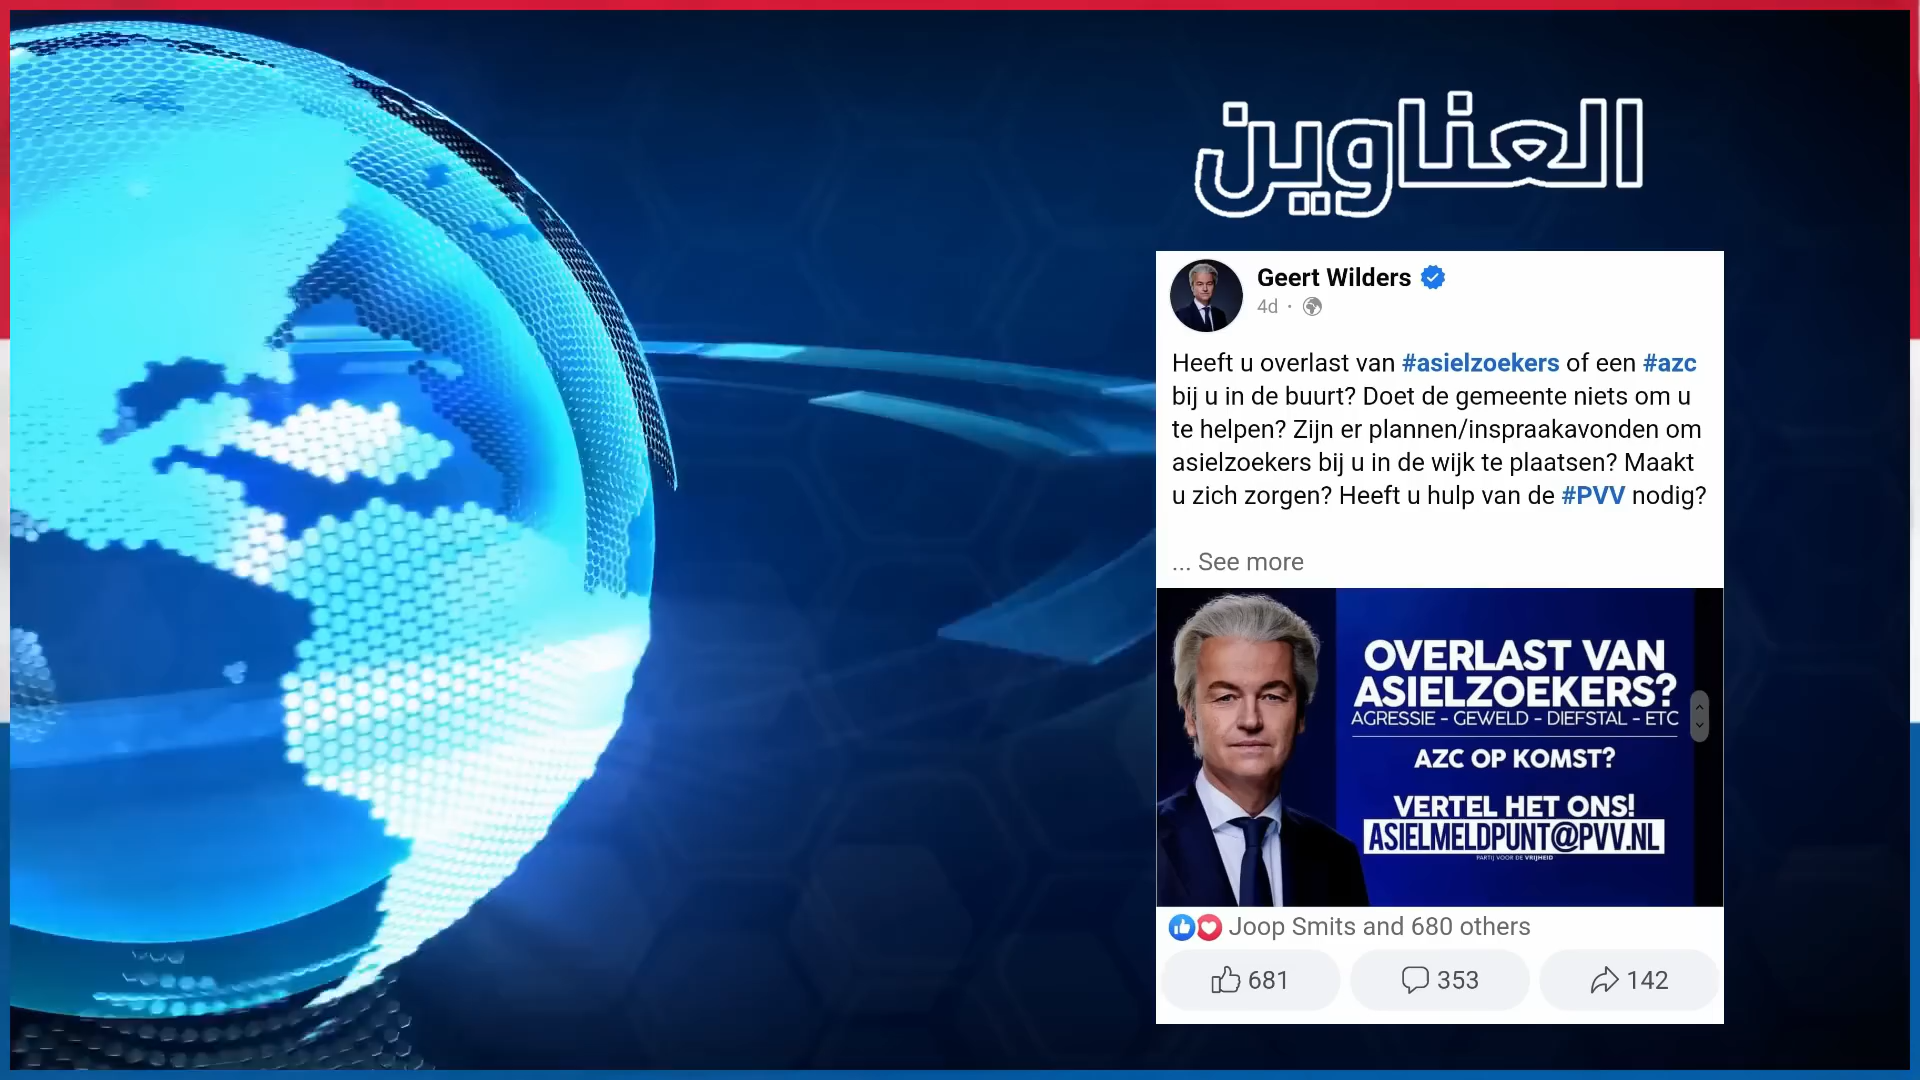 العناوين
Geert Wilders
4d ·
Heeft u overlast van #asielzoekers of een #azc
bij u in de buurt? Doet de gemeente niets om u
te helpen? Zijn er plannen/inspraakavonden om
asielzoekers bij u in de wijk te plaatsen? Maakt
u zich zorgen? Heeft u hulp van de #PVV nodig?
... See more
OVERLAST VAN
ASIELZOEKERS?
AGRESSIE - GEWELD - DIEFSTAL - ETC
AZC OP KOMST?
VERTEL HET ONS!
ASIELMELDPUNT@PVV.NL
PARTIJ VOOR DE VRIJHEID
Joop Smits and 680 others
681 353 142